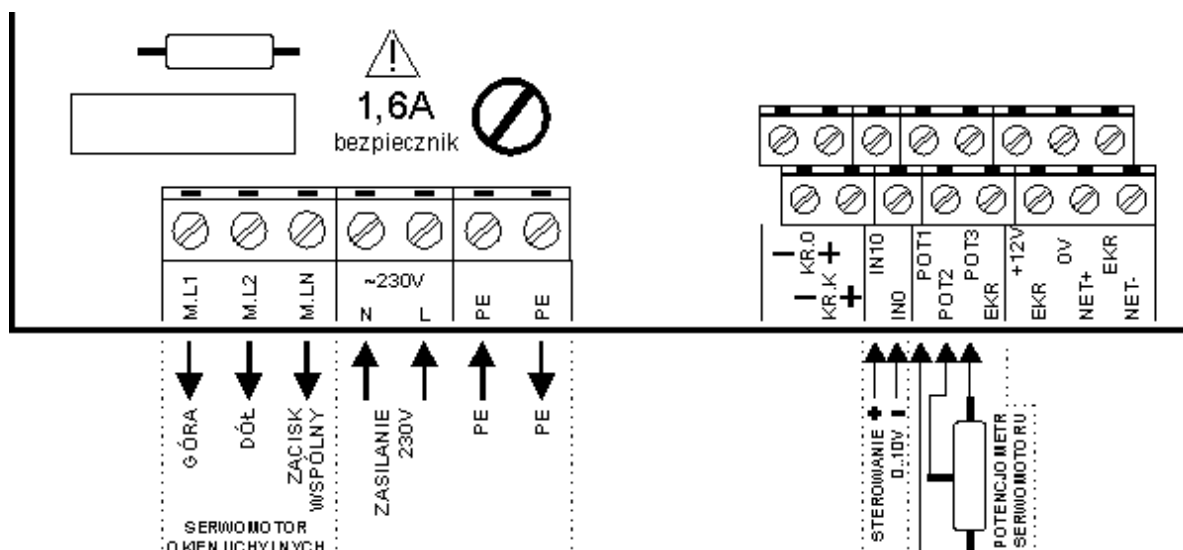 1,6A
bezpiecznik
M.L1
M.L2
M.LN
~230V
N
L
PE
PE
GÓRA
DÓŁ
ZACISK
WSPÓLNY
ZASILANIE
230V
PE
PE
SERWOMOTOR
OKIEN UCHYLNYCH
− KR.O +
− KR.K +
IN10
IN0
POT1
POT2
POT3
EKR
+12V
EKR
0V
NET+
EKR
NET-
STEROWANIE + -
0..10V
POTENCJOMETR
SERWOMOTORU